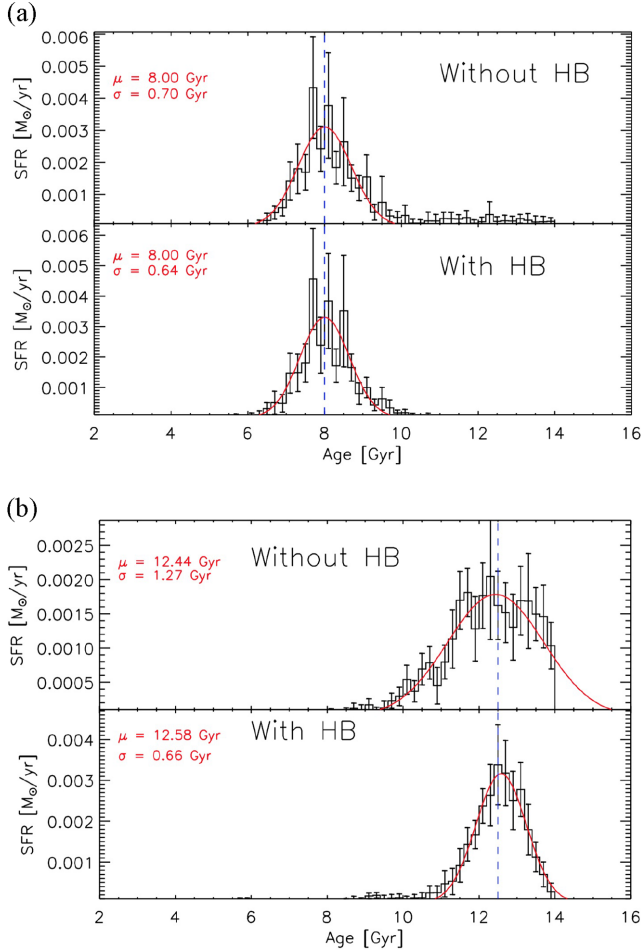 (a)
0.006
0.005
0.004
0.003
0.002
0.001
SFR [M⊙/yr]
μ = 8.00 Gyr
σ = 0.70 Gyr
Without HB
0.006
0.005
0.004
0.003
0.002
0.001
SFR [M⊙/yr]
μ = 8.00 Gyr
σ = 0.64 Gyr
With HB
2 4 6 8 10 12 14 16
Age [Gyr]
(b)
0.0025
0.0020
0.0015
0.0010
0.0005
SFR [M⊙/yr]
μ = 12.44 Gyr
σ = 1.27 Gyr
Without HB
0.004
0.003
0.002
0.001
SFR [M⊙/yr]
μ = 12.58 Gyr
σ = 0.66 Gyr
With HB
2 4 6 8 10 12 14 16
Age [Gyr]